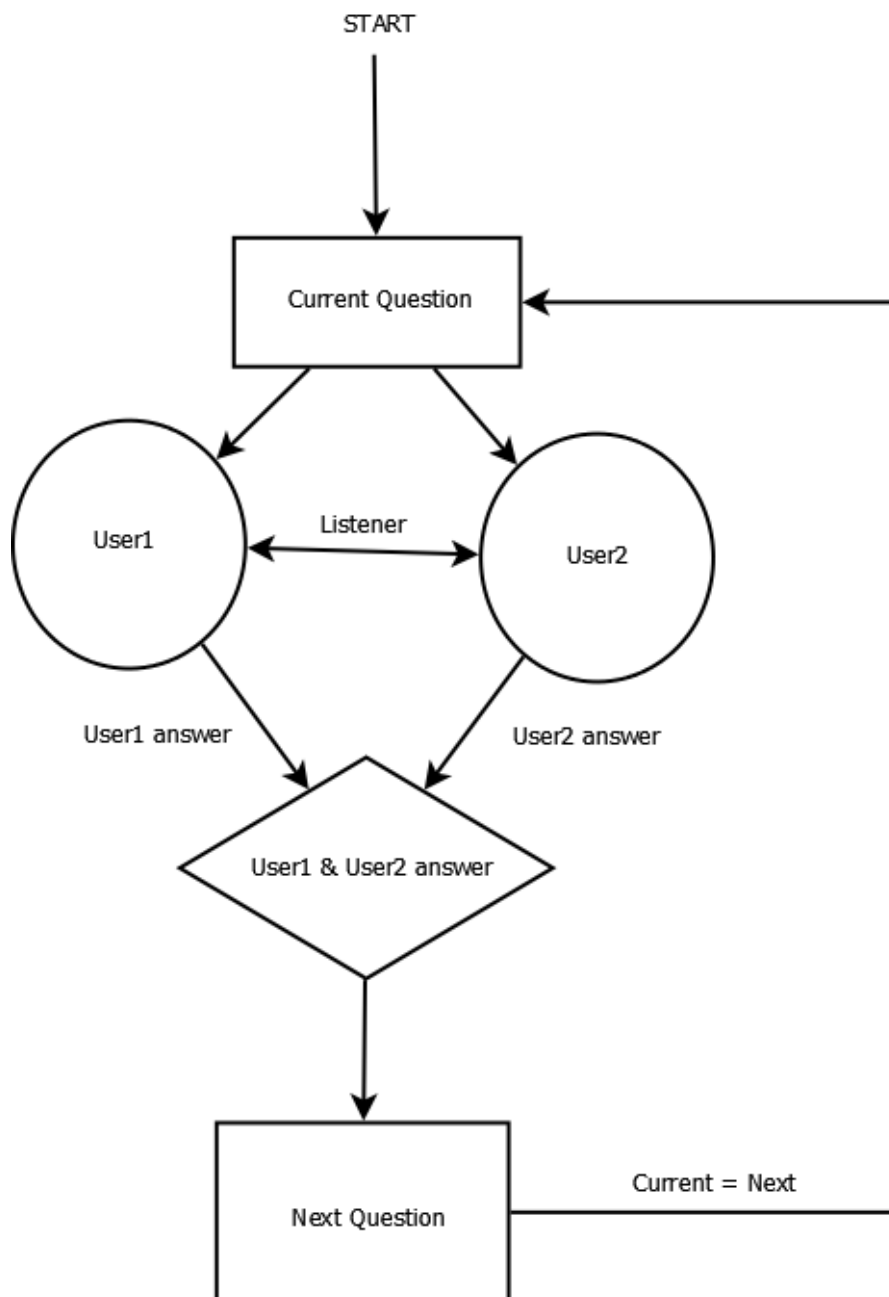 START
Current Question
Listener
User1
User2
User1 answer
User2 answer
User1 & User2 answer
Current = Next
Next Question